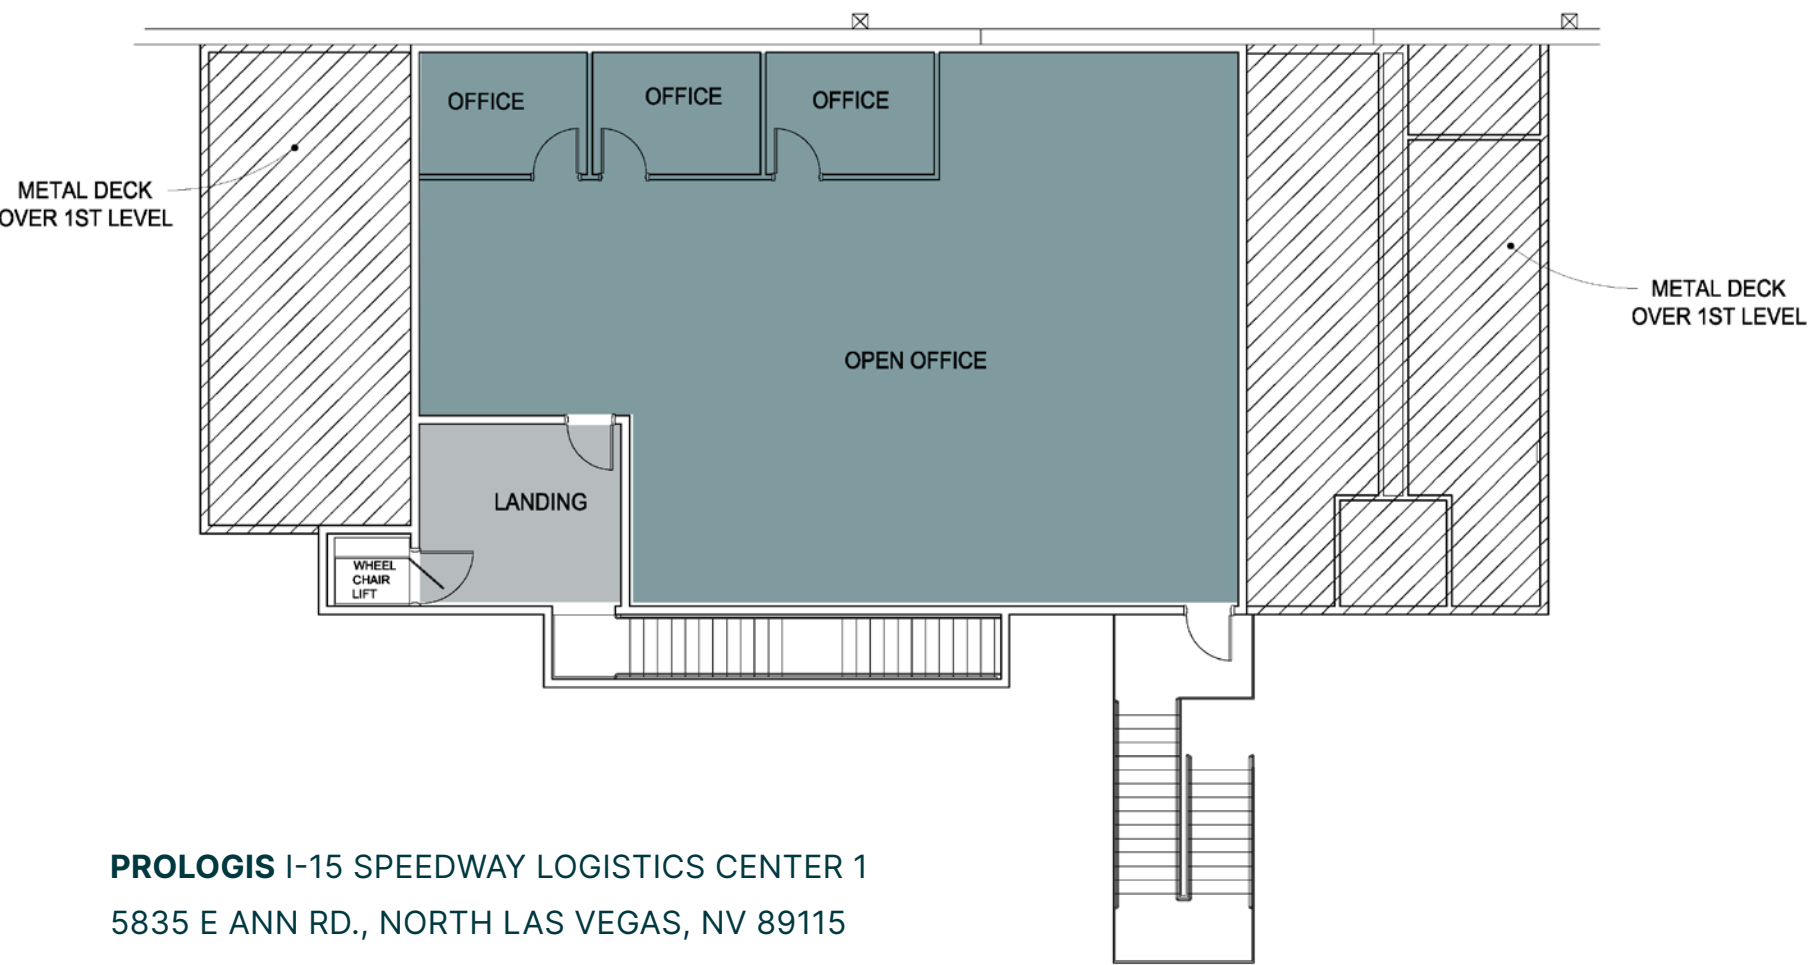 OFFICE
OFFICE
OFFICE
METAL DECK
OVER 1ST LEVEL
METAL DECK
OVER 1ST LEVEL
OPEN OFFICE
LANDING
WHEEL
CHAIR
LIFT
PROLOGIS I-15 SPEEDWAY LOGISTICS CENTER 1
5835 E ANN RD., NORTH LAS VEGAS, NV 89115